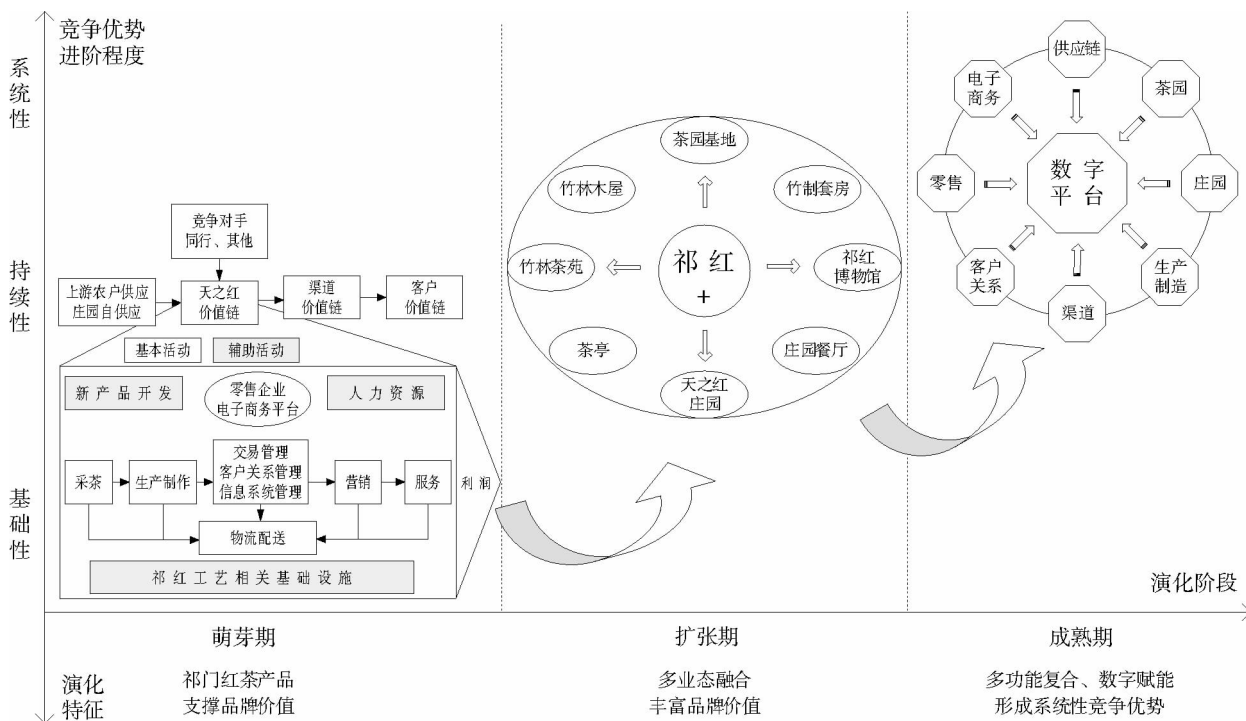 竞争优势
进阶程度
系统性
持续性
基础性
竞争对手
同行、其他
上游农户供应
庄园自供应
天之红
价值链
渠道
价值链
客户
价值链
基本活动
辅助活动
新产品开发
零售企业
电子商务平台
人力资源
采茶
生产制作
交易管理
客户关系管理
信息系统管理
营销
服务
利润
物流配送
祁红工艺相关基础设施
茶园基地
竹林木屋
竹制套房
竹林茶苑
祁红
+
祁红
博物馆
茶亭
庄园餐厅
天之红
庄园
供应链
电子
商务
茶园
零售
数字
平台
庄园
客户
关系
生产
制造
渠道
演化阶段
萌芽期
扩张期
成熟期
演化
特征
祁门红茶产品
支撑品牌价值
多业态融合
丰富品牌价值
多功能复合、数字赋能
形成系统性竞争优势